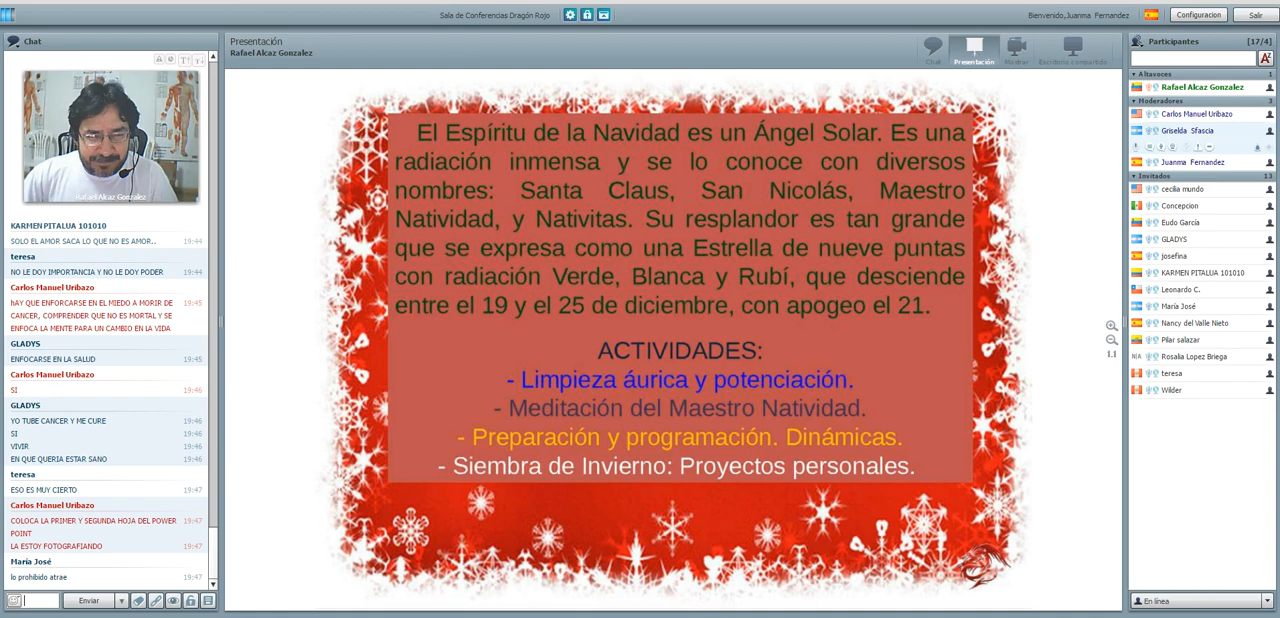 Sala de Conferencias Dragón Rojo
Bienvenido,Juanma Fernandez
Configuracion
Salir
Chat
Rafael Alcaz Gonzalez
KARMEN PITALUA 101010
SOLO EL AMOR SACA LO QUE NO ES AMOR.. 19:44
teresa
NO LE DOY IMPORTANCIA Y NO LE DOY PODER 19:44
Carlos Manuel Uribazo
hAY QUE ENFORCARSE EN EL MIEDO A MORIR DE 19:45
CANCER, COMPRENDER QUE NO ES MORTAL Y SE
ENFOCA LA MENTE PARA UN CAMBIO EN LA VIDA
GLADYS
ENFOCARSE EN LA SALUD 19:45
Carlos Manuel Uribazo
SI 19:46
GLADYS
YO TUBE CANCER Y ME CURE 19:46
SI 19:46
VIVIR 19:46
EN QUE QUERIA ESTAR SANO 19:46
teresa
ESO ES MUY CIERTO 19:47
Carlos Manuel Uribazo
COLOCA LA PRIMER Y SEGUNDA HOJA DEL POWER 19:47
POINT
LA ESTOY FOTOGRAFIANDO 19:47
María José
lo prohibido atrae 19:47
Enviar
Presentación
Rafael Alcaz Gonzalez
Chat
Presentación
Mostrar
Escritorio compartido
El Espíritu de la Navidad es un Ángel Solar. Es una
radiación inmensa y se lo conoce con diversos
nombres: Santa Claus, San Nicolás, Maestro
Natividad, y Nativitas. Su resplandor es tan grande
que se expresa como una Estrella de nueve puntas
con radiación Verde, Blanca y Rubí, que desciende
entre el 19 y el 25 de diciembre, con apogeo el 21.
ACTIVIDADES:
- Limpieza áurica y potenciación.
- Meditación del Maestro Natividad.
- Preparación y programación. Dinámicas.
- Siembra de Invierno: Proyectos personales.
1.1
Participantes [17/4]
Altavoces 1
Rafael Alcaz Gonzalez
Moderadores 3
Carlos Manuel Uribazo
Griselda Sfascia
Juanma Fernandez
Invitados 13
cecilia mundo
Concepcion
Eudo García
GLADYS
josefina
KARMEN PITALUA 101010
Leonardo C.
María José
Nancy del Valle Nieto
Pilar salazar
N/A Rosalia Lopez Briega
teresa
Wilder
En línea